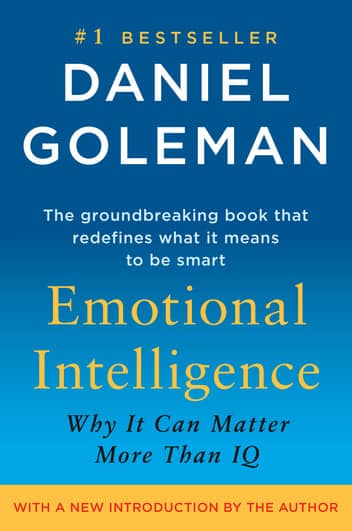 #1 BESTSELLER
DANIEL
GOLEMAN
The groundbreaking book that
redefines what it means
to be smart
Emotional
Intelligence
Why It Can Matter
More Than IQ
WITH A NEW INTRODUCTION BY THE AUTHOR